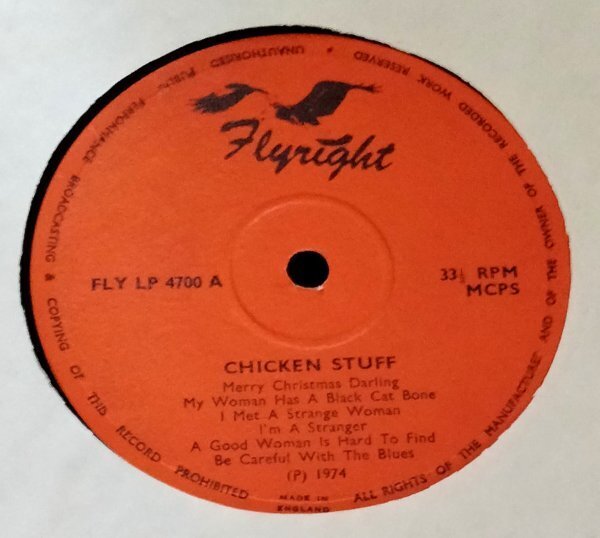 Flyright
FLY LP 4700 A
33⅓ RPM
MCPS
CHICKEN STUFF
Merry Christmas Darling
My Woman Has A Black Cat Bone
I Met A Strange Woman
I'm A Stranger
A Good Woman Is Hard To Find
Be Careful With The Blues
(P) 1974
MADE IN
ENGLAND
ALL RIGHTS OF THE MANUFACTURER AND OF THE OWNER OF THE RECORDED WORK RESERVED • UNAUTHORISED PUBLIC PERFORMANCE BROADCASTING & COPYING OF THIS RECORD PROHIBITED